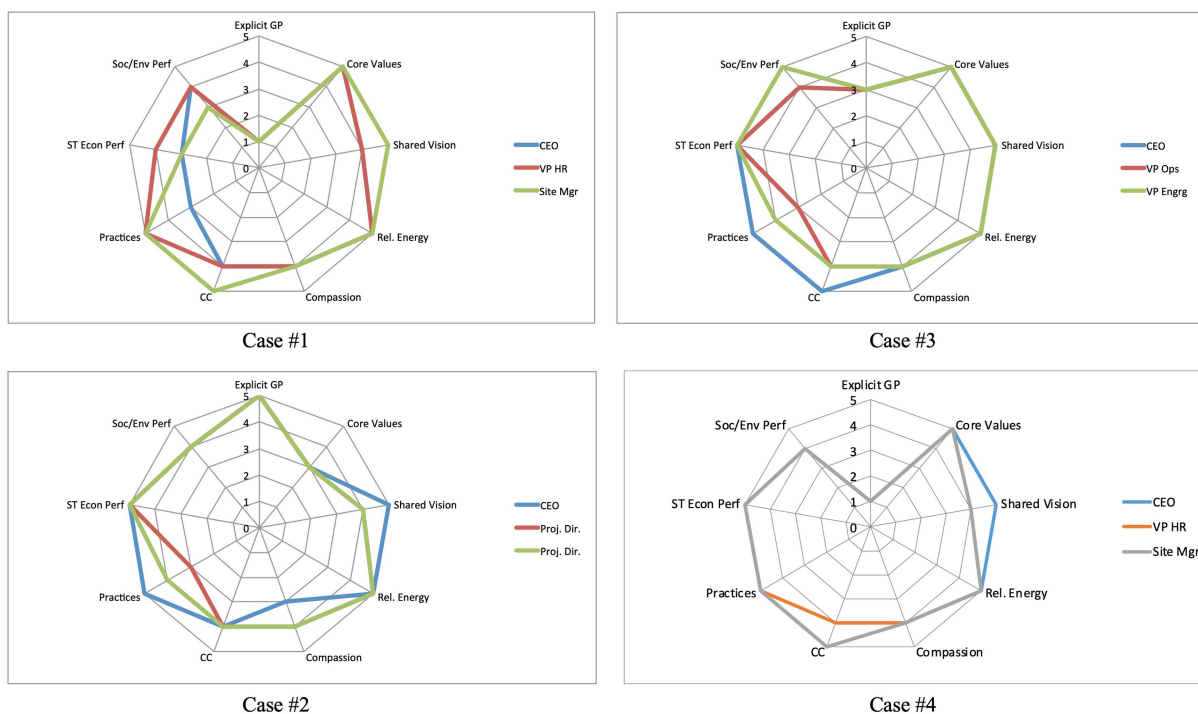 Explicit GP
Core Values
Shared Vision
Rel. Energy
Compassion
CC
Practices
ST Econ Perf
Soc/Env Perf
5
4
3
2
1
0
CEO
VP HR
Site Mgr
Case #1
Explicit GP
Core Values
Shared Vision
Rel. Energy
Compassion
CC
Practices
ST Econ Perf
Soc/Env Perf
5
4
3
2
1
0
CEO
VP Ops
VP Engrg
Case #3
Explicit GP
Core Values
Shared Vision
Rel. Energy
Compassion
CC
Practices
ST Econ Perf
Soc/Env Perf
5
4
3
2
1
0
CEO
Proj. Dir.
Proj. Dir.
Case #2
Explicit GP
Core Values
Shared Vision
Rel. Energy
Compassion
CC
Practices
ST Econ Perf
Soc/Env Perf
5
4
3
2
1
0
CEO
VP HR
Site Mgr
Case #4